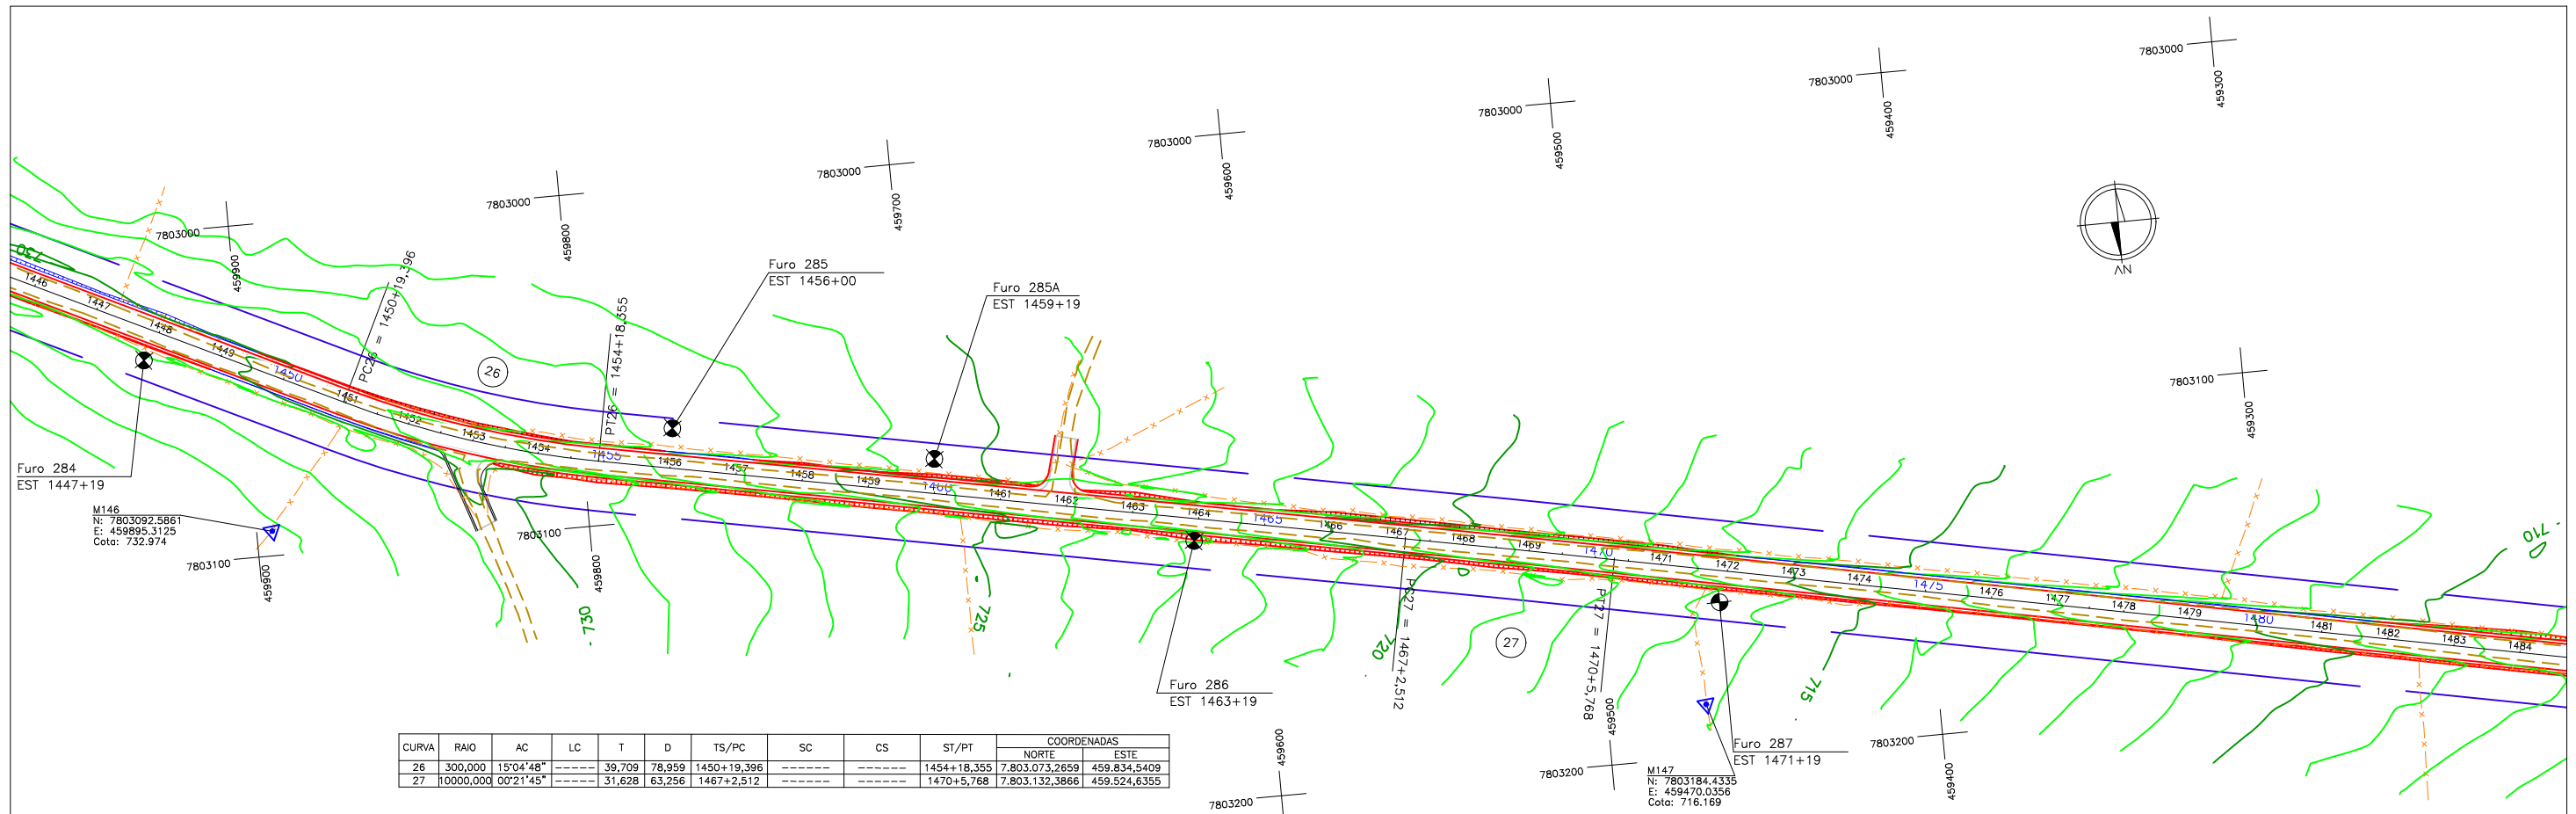 7803000
459300
7803000
459400
7803000
459500
7803000
459600
7803000
459700
7803000
459800
7803000
459900
NV
730
1446
1447
1448
1449
1450
1451
1452
1453
1454
1455
1456
1457
1458
1459
1460
1461
1462
1463
1464
1465
1466
1467
1468
1469
1470
1471
1472
1473
1474
1475
1476
1477
1478
1479
1480
1481
1482
1483
1484
PC26 = 1450+19,396
26
PT26 = 1454+18,355
Furo 285
EST 1456+00
Furo 285A
EST 1459+19
7803100
459300
Furo 284
EST 1447+19
M146
N: 7803092.5861
E: 459895.3125
Cota: 732.974
7803100
459900
7803100
459800
730
725
720
715
710
PC27 = 1467+2,512
27
PT27 = 1470+5,768
Furo 286
EST 1463+19
Furo 287
EST 1471+19
M147
N: 7803184.4335
E: 459470.0356
Cota: 716.169
7803200
459600
7803200
459500
7803200
459400
CURVA RAIO AC LC T D TS/PC SC CS ST/PT COORDENADAS
NORTE ESTE
26 300,000 15°04'48" ----- 39,709 78,959 1450+19,396 ------ ------ 1454+18,355 7.803.073,2659 459.834,5409
27 10000,000 00°21'45" ----- 31,628 63,256 1467+2,512 ------ ------ 1470+5,768 7.803.132,3866 459.524,6355